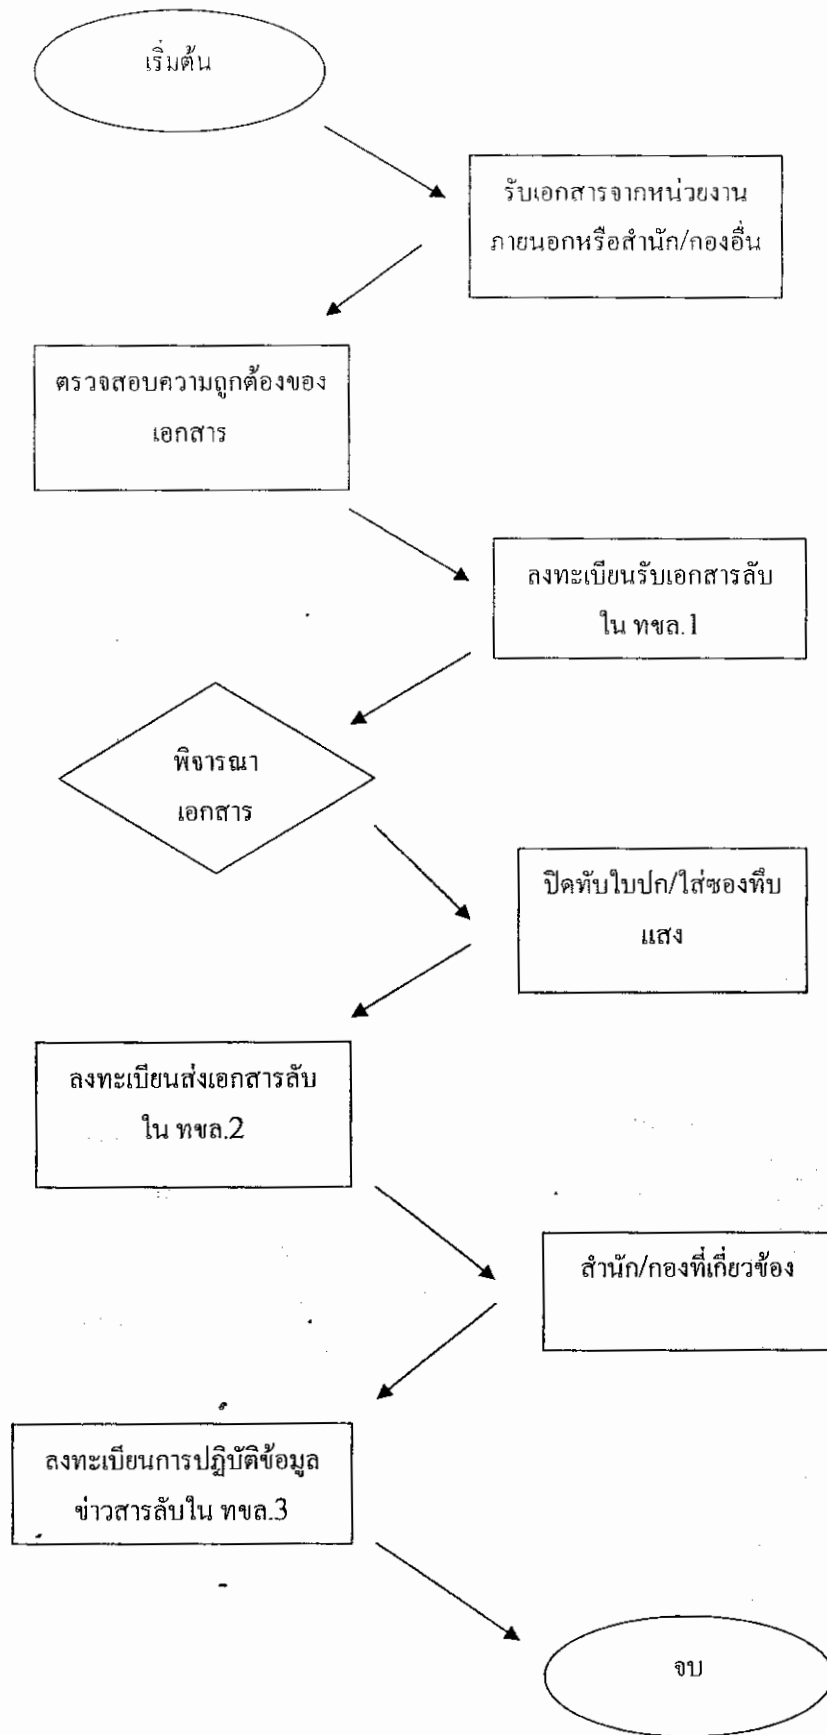 เริ่มต้น
รับเอกสารจากหน่วยงาน
ภายนอกหรือสำนัก/กองอื่น
ตรวจสอบความถูกต้องของ
เอกสาร
ลงทะเบียนรับเอกสารลับ
ใน ทขล.1
พิจารณา
เอกสาร
ปิดทับใบปก/ใส่ซองทึบ
แสง
ลงทะเบียนส่งเอกสารลับ
ใน ทขล.2
สำนัก/กองที่เกี่ยวข้อง
ลงทะเบียนการปฏิบัติข้อมูล
ข่าวสารลับใน ทขล.3
จบ